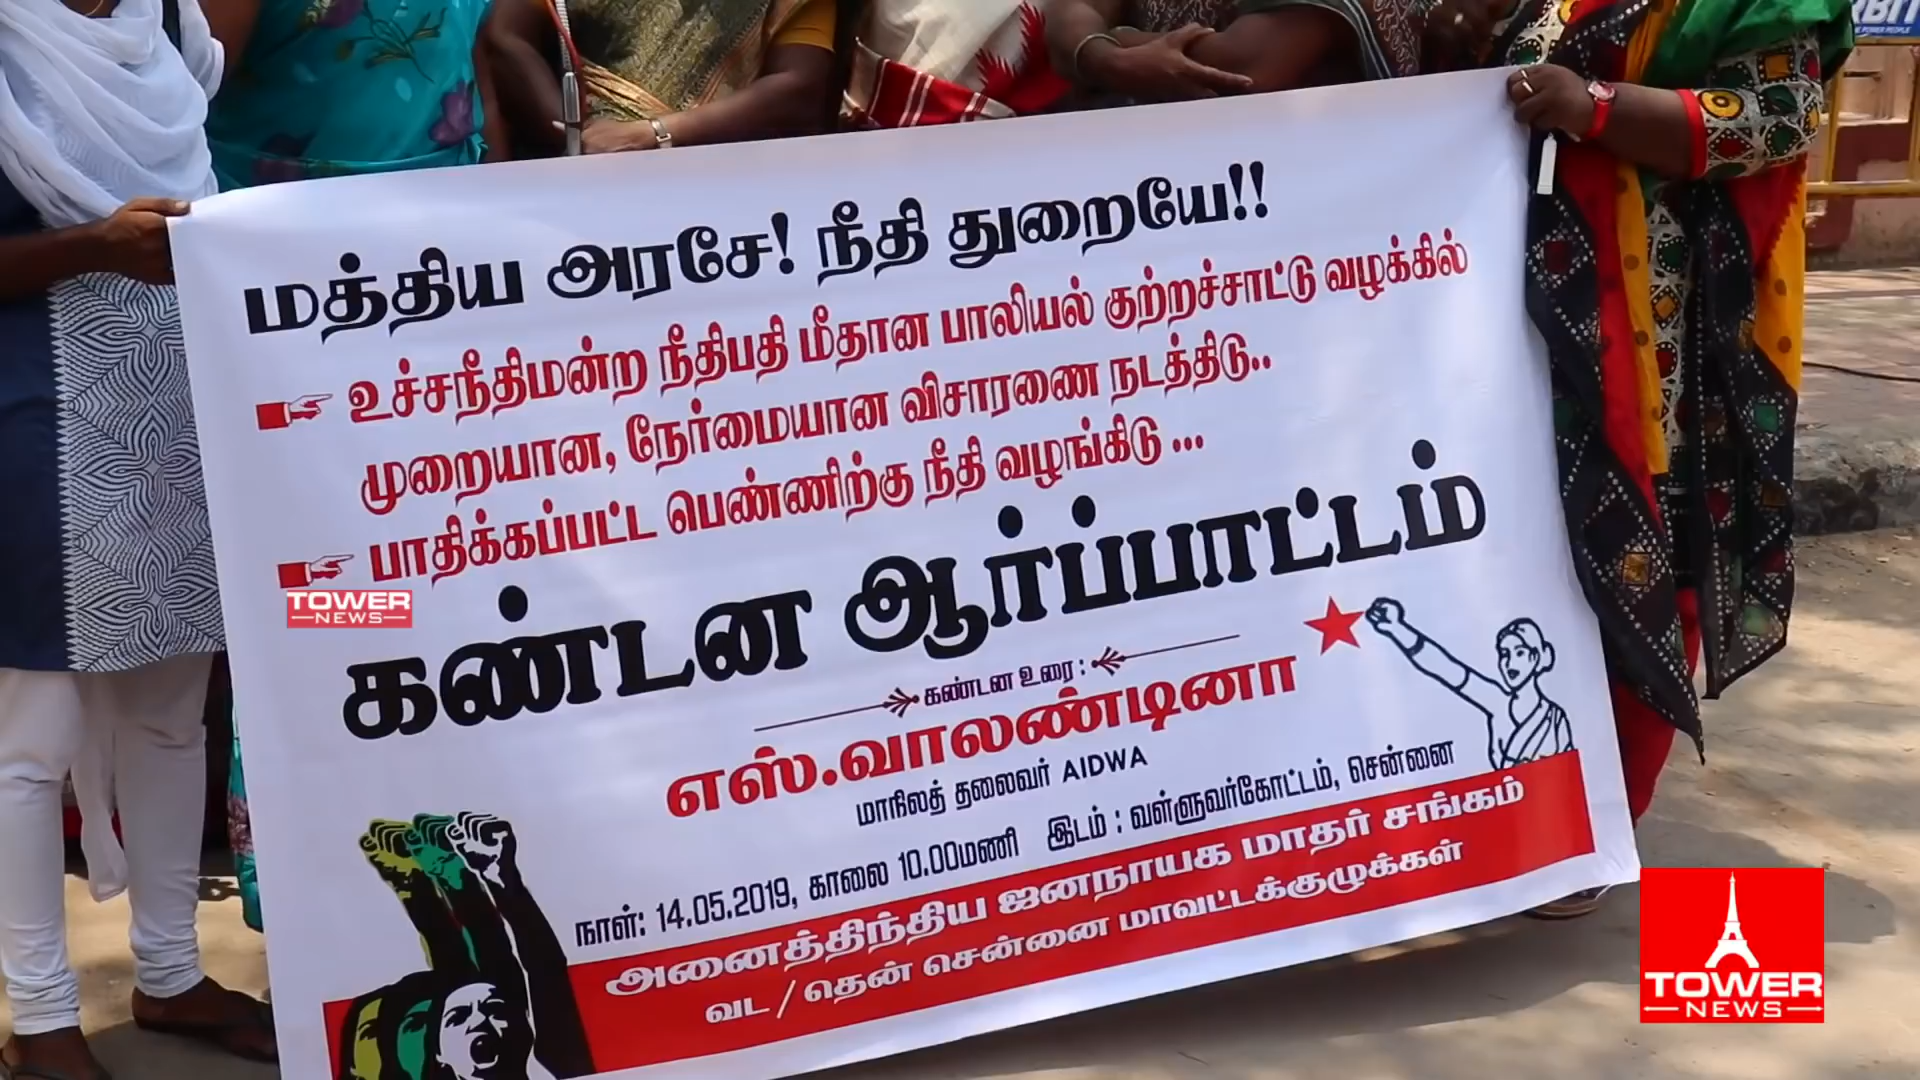 மத்திய அரசே! நீதி துறையே!!
உச்சநீதிமன்ற நீதிபதி மீதான பாலியல் குற்றச்சாட்டு வழக்கில்
முறையான, நேர்மையான விசாரணை நடத்திடு..
பாதிக்கப்பட்ட பெண்ணிற்கு நீதி வழங்கிடு ...
கண்டன ஆர்ப்பாட்டம்
கண்டன உரை :
எஸ்.வாலண்டினா
மாநிலத் தலைவர் AIDWA
நாள்: 14.05.2019, காலை 10.00மணி இடம் : வள்ளுவர்கோட்டம், சென்னை
அனைத்திந்திய ஜனநாயக மாதர் சங்கம்
வட / தென் சென்னை மாவட்டக்குழுக்கள்
TOWER
NEWS
TOWER
NEWS